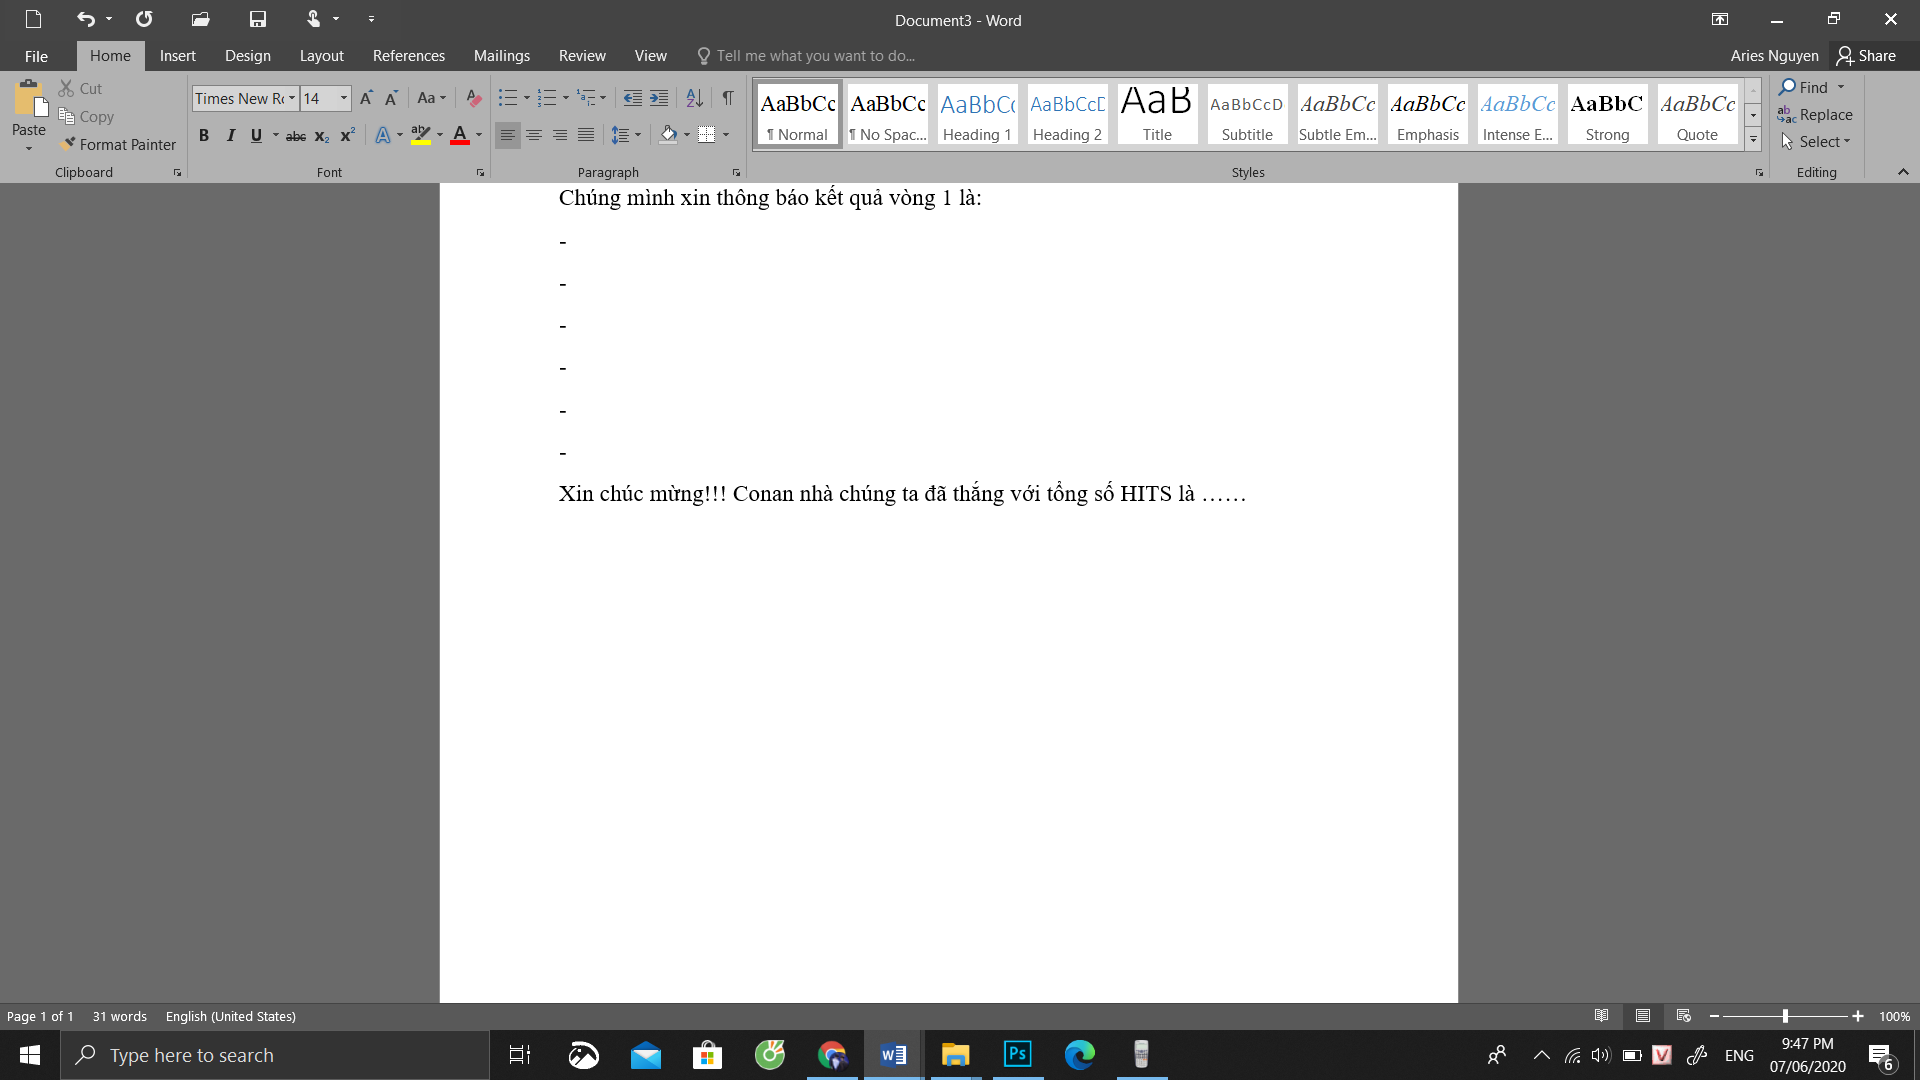 Document3 - Word
File Home Insert Design Layout References Mailings Review View Tell me what you want to do... Aries Nguyen Share
Paste Cut Copy Format Painter
Clipboard
Times New Ro 14 Aa
B I U abc x₂ x² A ab A
Font
Paragraph
AaBbCc AaBbCc AaBbCc AaBbCcD AaB AaBbCcD AaBbCc AaBbCc AaBbCc AaBbC AaBbCc
¶ Normal ¶ No Spac... Heading 1 Heading 2 Title Subtitle Subtle Em... Emphasis Intense E... Strong Quote
Styles
Find
Replace
Select
Editing
Chúng mình xin thông báo kết quả vòng 1 là:
-
-
-
-
-
-
Xin chúc mừng!!! Conan nhà chúng ta đã thắng với tổng số HITS là ……
Page 1 of 1 31 words English (United States) 100%
Type here to search
ENG 9:47 PM
07/06/2020
6